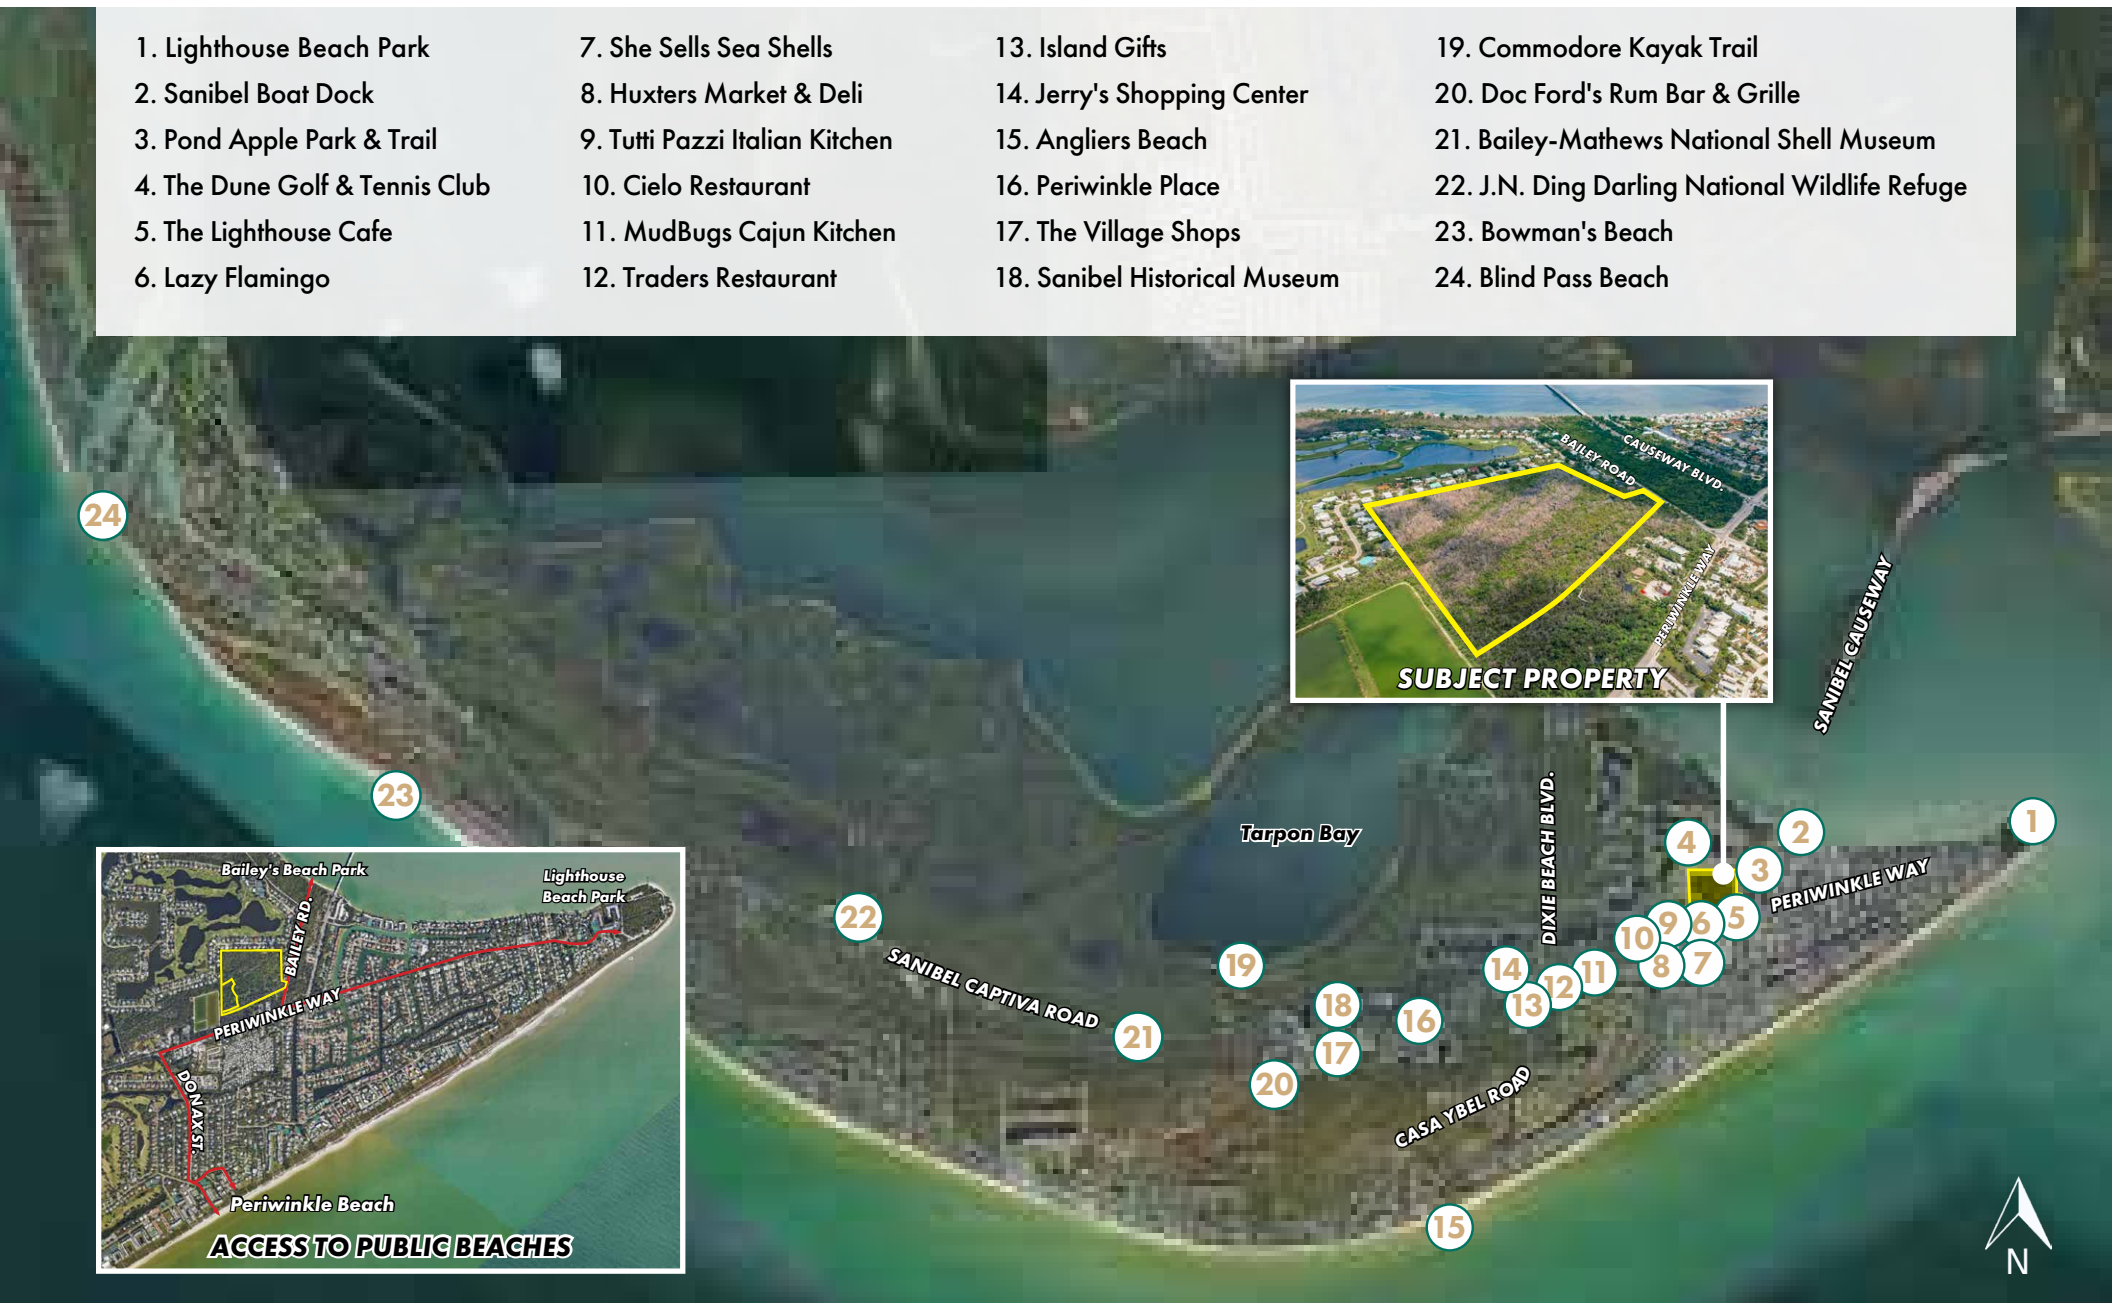 1. Lighthouse Beach Park
2. Sanibel Boat Dock
3. Pond Apple Park & Trail
4. The Dune Golf & Tennis Club
5. The Lighthouse Cafe
6. Lazy Flamingo
7. She Sells Sea Shells
8. Huxters Market & Deli
9. Tutti Pazzi Italian Kitchen
10. Cielo Restaurant
11. MudBugs Cajun Kitchen
12. Traders Restaurant
13. Island Gifts
14. Jerry's Shopping Center
15. Angliers Beach
16. Periwinkle Place
17. The Village Shops
18. Sanibel Historical Museum
19. Commodore Kayak Trail
20. Doc Ford's Rum Bar & Grille
21. Bailey-Mathews National Shell Museum
22. J.N. Ding Darling National Wildlife Refuge
23. Bowman's Beach
24. Blind Pass Beach
BAILEY ROAD
CAUSEWAY BLVD.
PERIWINKLE WAY
SUBJECT PROPERTY
SANIBEL CAUSEWAY
24
23
Tarpon Bay
DIXIE BEACH BLVD.
4
2
1
3
PERIWINKLE WAY
22
SANIBEL CAPTIVA ROAD
19
10
9
6
5
14
11
8
7
18
12
13
21
17
16
20
CASA YBEL ROAD
15
Bailey's Beach Park
Lighthouse
Beach Park
BAILEY RD.
PERIWINKLE WAY
DONAX ST.
Periwinkle Beach
ACCESS TO PUBLIC BEACHES
N